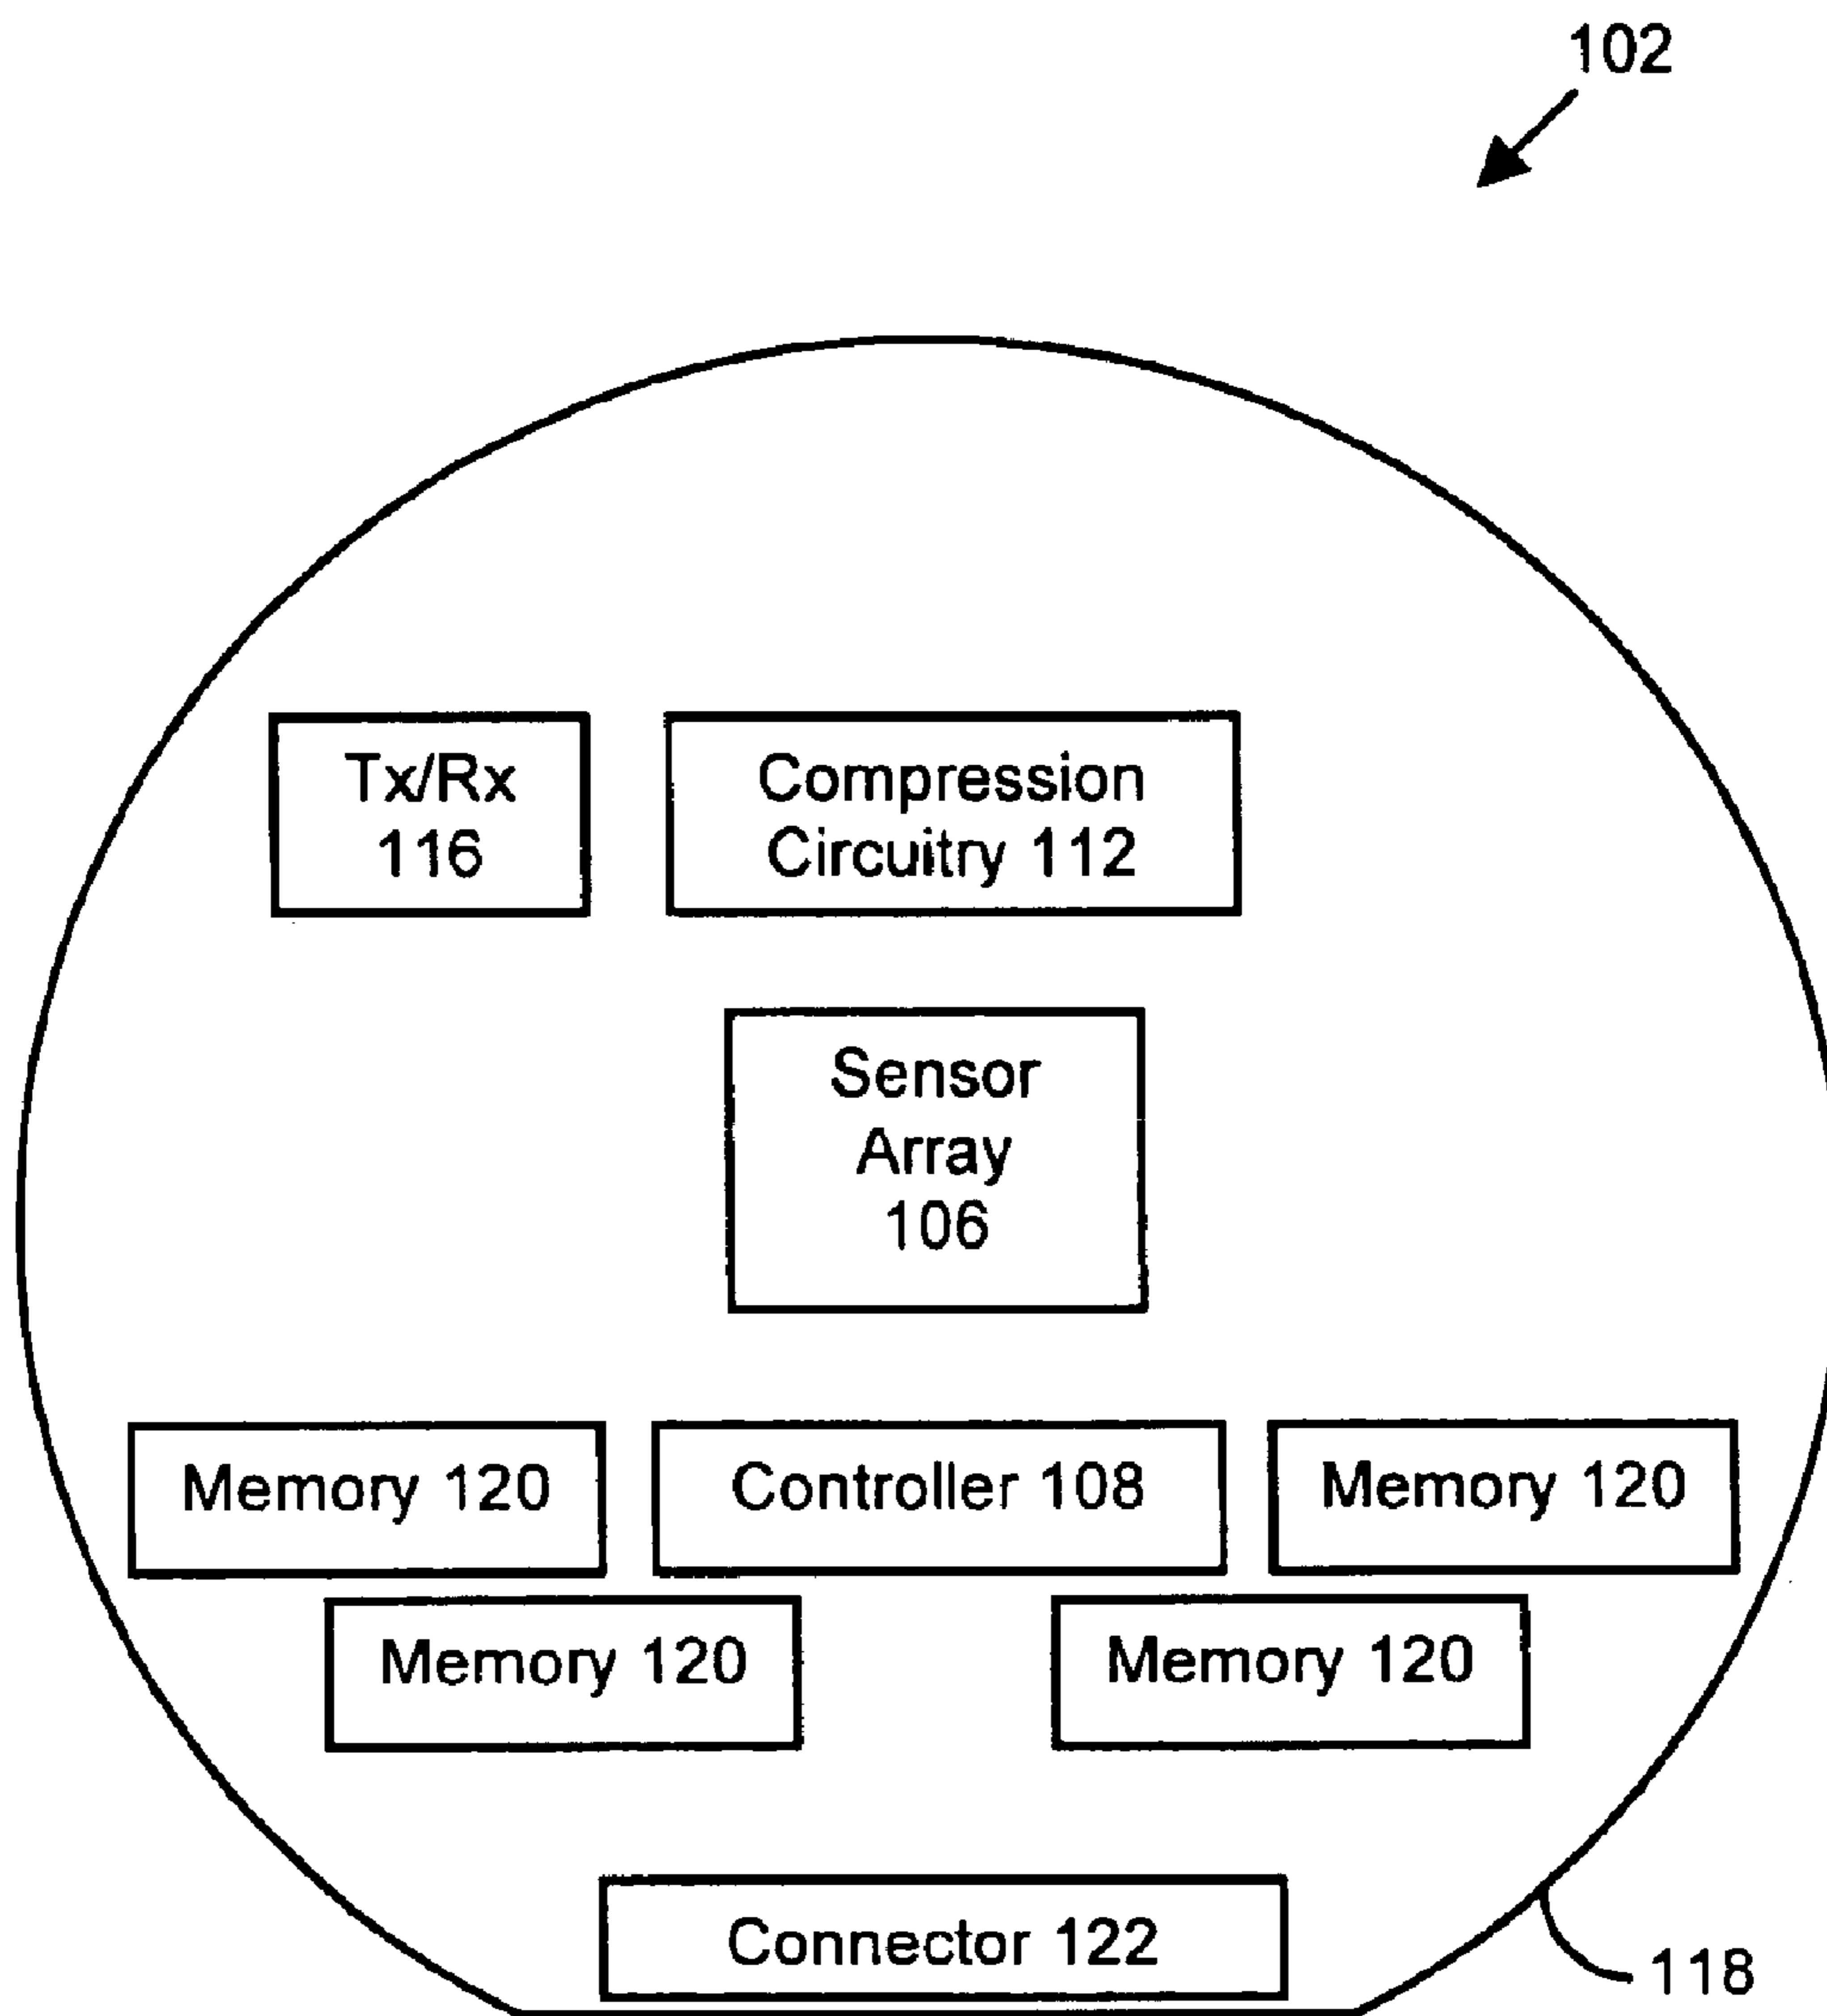 102
Tx/Rx
116
Compression
Circuitry 112
Sensor
Array
106
Memory 120
Controller 108
Memory 120
Memory 120
Memory 120
Connector 122
118